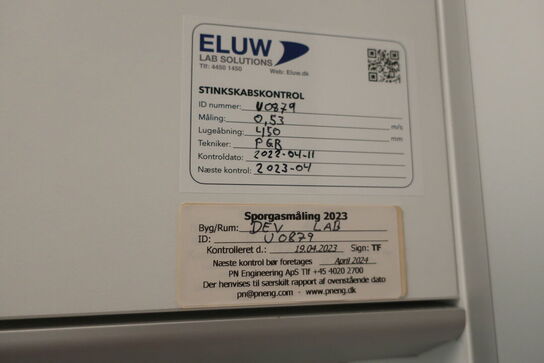 ELUW
LAB SOLUTIONS
Tlf: 4450 1450 Web: Eluw.dk
STINKSKABSKONTROL
ID nummer: U0879
Måling: 0,53 m/s
Lugeåbning: 450 mm
Tekniker: PGR
Kontroldato: 2022-04-11
Næste kontrol: 2023-04
Sporgasmåling 2023
Byg/Rum: DEV LAB
ID: U0879
Kontrolleret d.: 19.04.2023 Sign: TF
Næste kontrol bør foretages April 2024
PN Engineering ApS Tlf +45 4020 2700
Der henvises til særskilt rapport af ovenstående dato
pn@pneng.com - www.pneng.dk